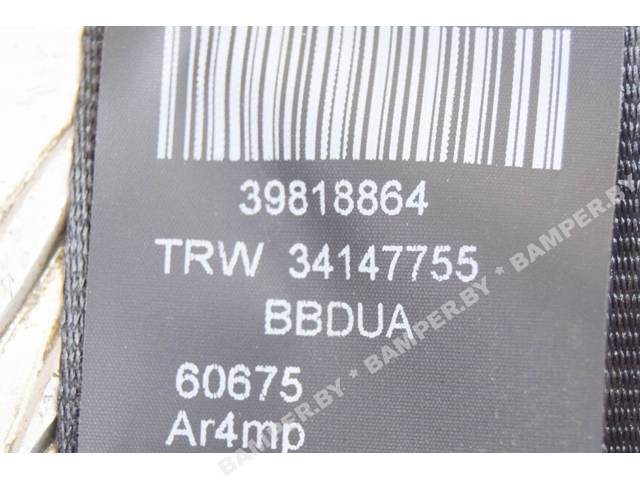 39818864
TRW 34147755
BBDUA
60675
Ar4mp
BAMPER.BY * BAMPER.BY * BAMPER.BY